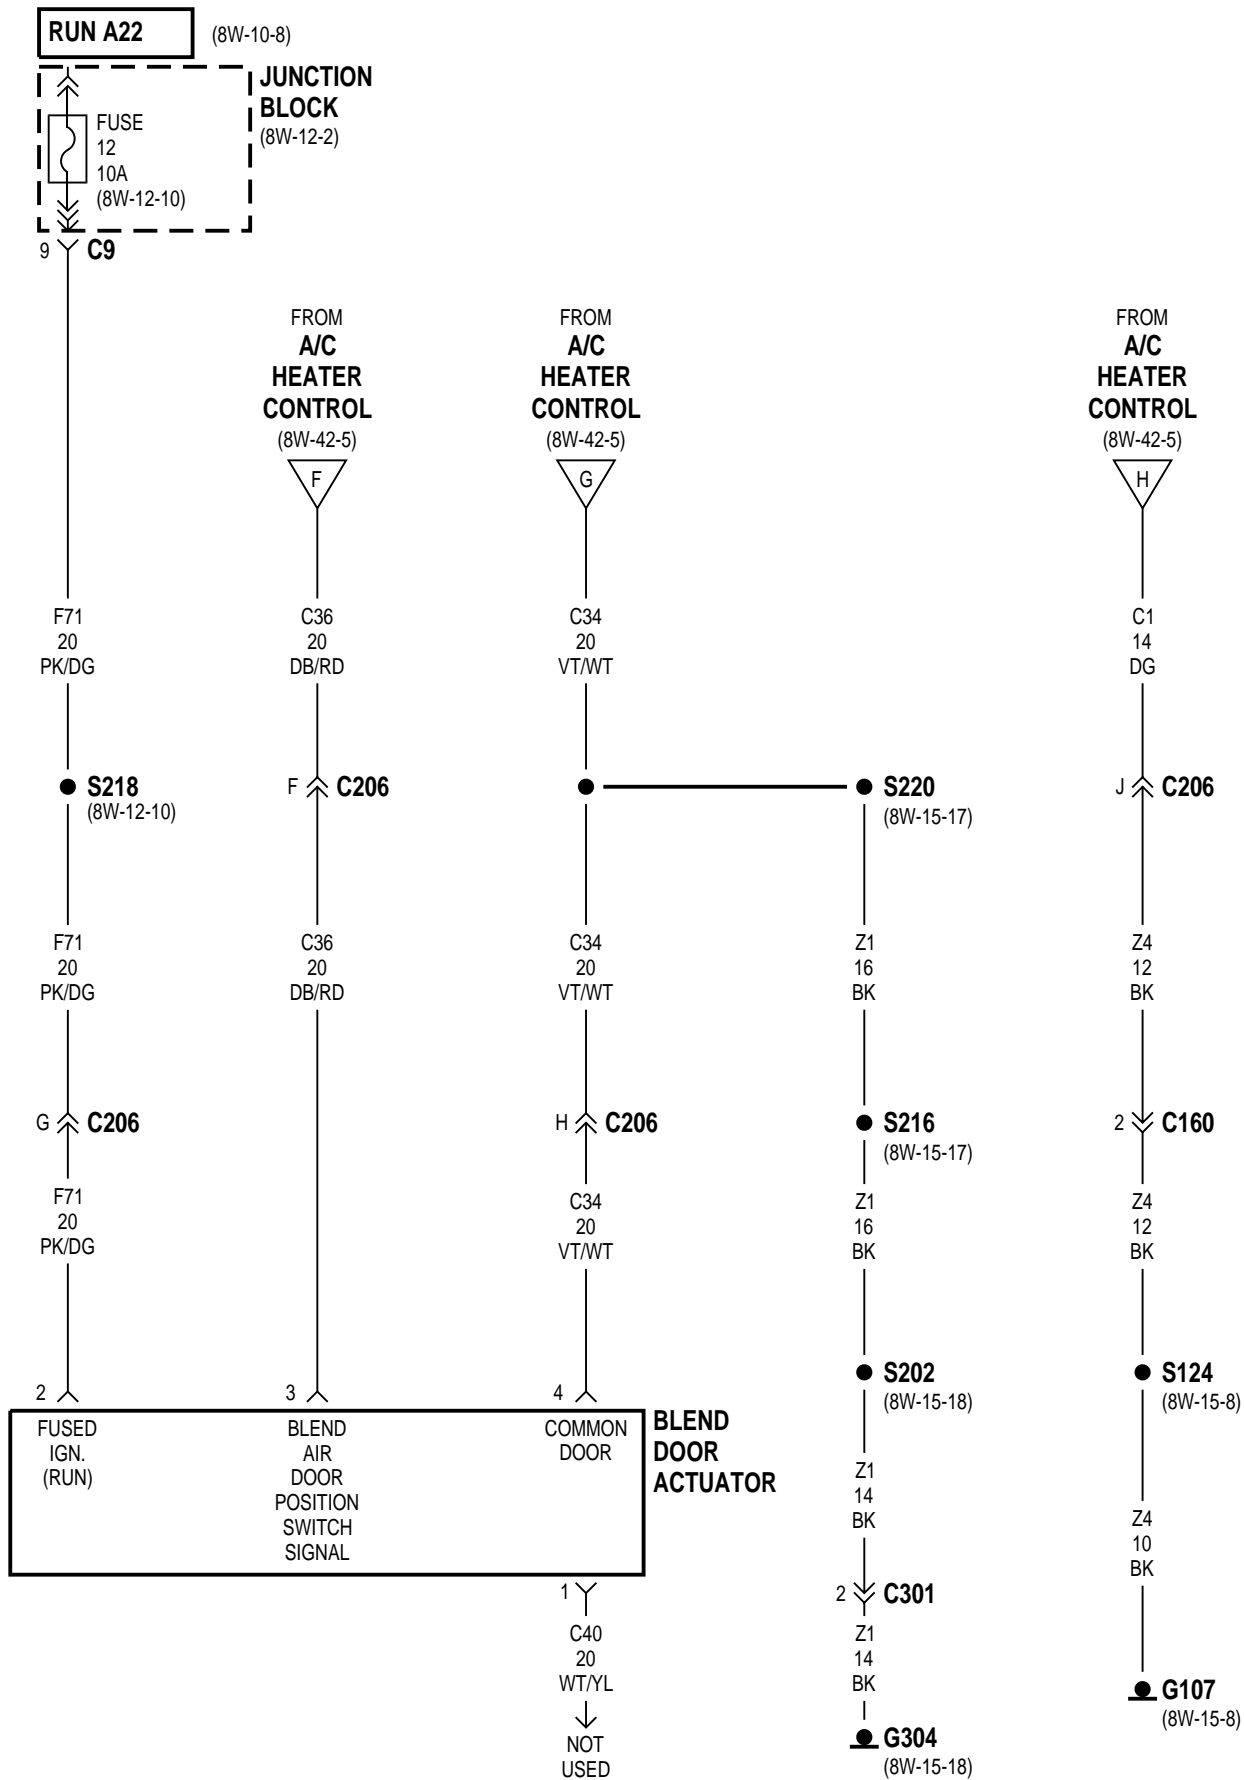 RUN A22
(8W-10-8)
JUNCTION
BLOCK
(8W-12-2)
FUSE
12
10A
(8W-12-10)
9
C9
FROM
A/C
HEATER
CONTROL
(8W-42-5)
F
FROM
A/C
HEATER
CONTROL
(8W-42-5)
G
FROM
A/C
HEATER
CONTROL
(8W-42-5)
H
F71
20
PK/DG
C36
20
DB/RD
C34
20
VT/WT
C1
14
DG
S218
(8W-12-10)
F
C206
S220
(8W-15-17)
J
C206
F71
20
PK/DG
C36
20
DB/RD
C34
20
VT/WT
Z1
16
BK
Z4
12
BK
G
C206
H
C206
S216
(8W-15-17)
2
C160
F71
20
PK/DG
C34
20
VT/WT
Z1
16
BK
Z4
12
BK
2
3
4
S202
(8W-15-18)
S124
(8W-15-8)
FUSED
IGN.
(RUN)
BLEND
AIR
DOOR
POSITION
SWITCH
SIGNAL
COMMON
DOOR
BLEND
DOOR
ACTUATOR
Z1
14
BK
Z4
10
BK
1
2
C301
C40
20
WT/YL
NOT
USED
Z1
14
BK
G304
(8W-15-18)
G107
(8W-15-8)